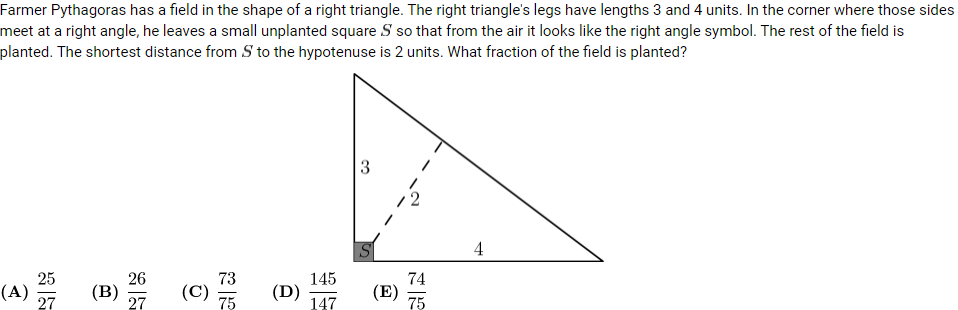 Farmer Pythagoras has a field in the shape of a right triangle. The right triangle's legs have lengths 3 and 4 units. In the corner where those sides
meet at a right angle, he leaves a small unplanted square S so that from the air it looks like the right angle symbol. The rest of the field is
planted. The shortest distance from S to the hypotenuse is 2 units. What fraction of the field is planted?
3
2
S
4
(A) 25/27 (B) 26/27 (C) 73/75 (D) 145/147 (E) 74/75